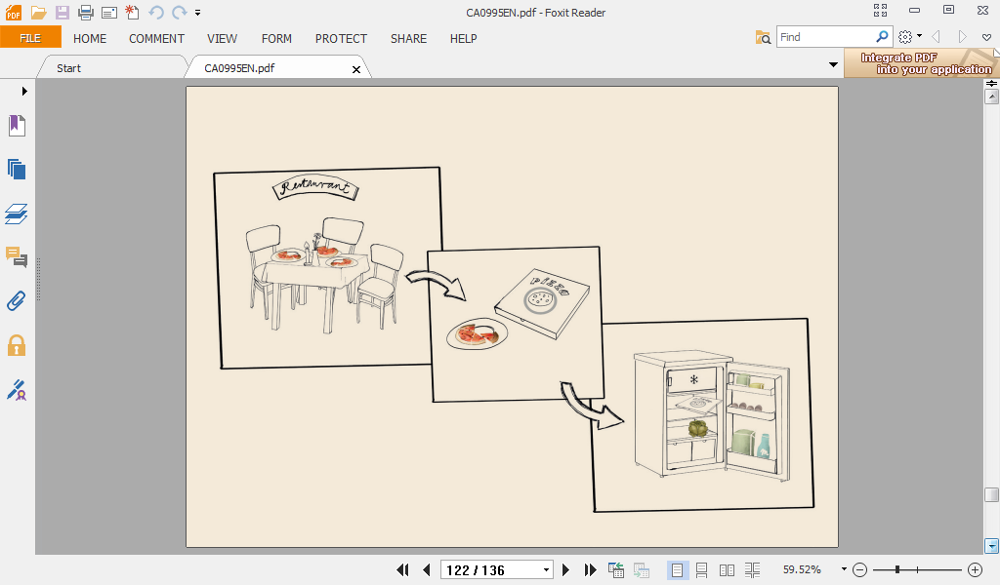 CA0995EN.pdf - Foxit Reader
FILE HOME COMMENT VIEW FORM PROTECT SHARE HELP
Find
Start
CA0995EN.pdf
Integrate PDF
into your application
Restaurant
PIZZA
122 / 136
59.52%